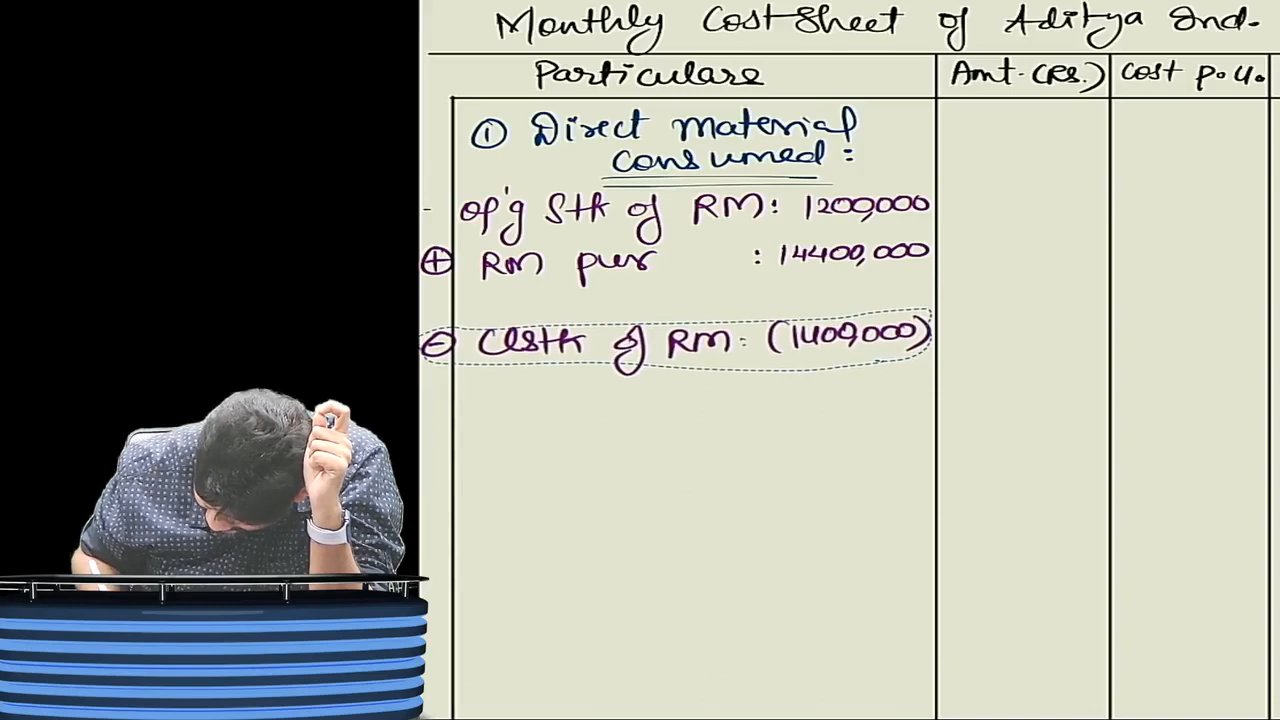 Monthly Cost Sheet of Aditya Ind.
Particulars Amt. (Rs.) Cost p.u.
① Direct Material
Consumed :
op'g Stk of RM: 1200,000
⊕ RM pur : 14400,000
⊖ Clstk of RM: (1400,000)